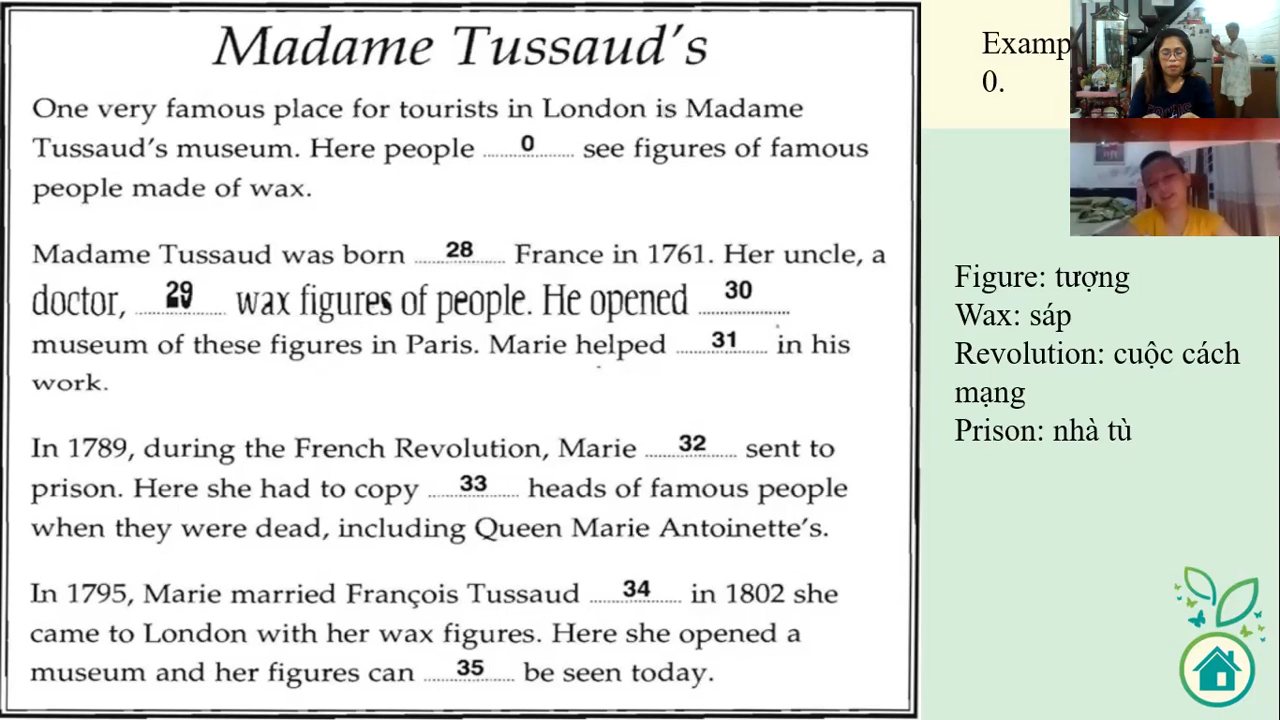 Madame Tussaud's
One very famous place for tourists in London is Madame
Tussaud's museum. Here people ......0...... see figures of famous
people made of wax.
Madame Tussaud was born ......28...... France in 1761. Her uncle, a
doctor, ......29...... wax figures of people. He opened ......30......
museum of these figures in Paris. Marie helped ......31...... in his
work.
In 1789, during the French Revolution, Marie ......32...... sent to
prison. Here she had to copy ......33...... heads of famous people
when they were dead, including Queen Marie Antoinette's.
In 1795, Marie married François Tussaud ......34...... in 1802 she
came to London with her wax figures. Here she opened a
museum and her figures can ......35...... be seen today.
Examp
0.
Figure: tượng
Wax: sáp
Revolution: cuộc cách
mạng
Prison: nhà tù